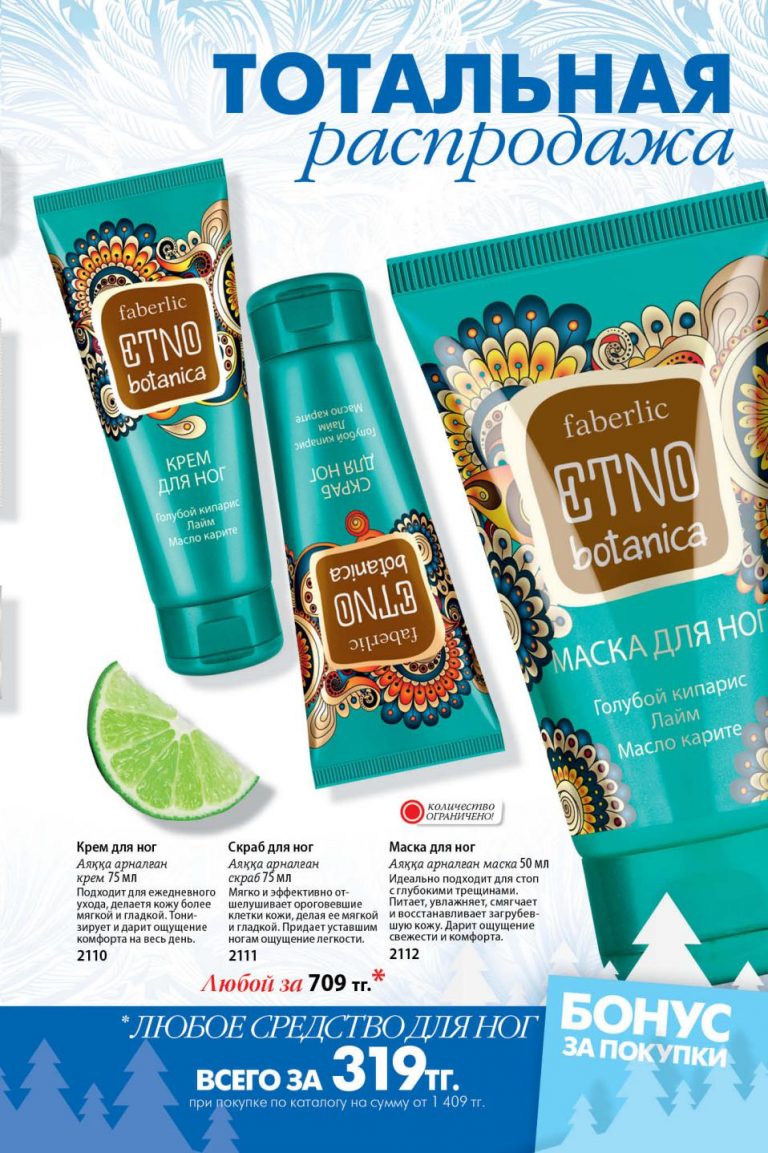 ТОТАЛЬНАЯ
распродажа
faberlic
ETNO
botanica
КРЕМ
ДЛЯ НОГ
Голубой кипарис
Лайм
Масло карите
faberlic
ETNO
botanica
СКРАБ
ДЛЯ НОГ
Голубой кипарис
Лайм
Масло карите
faberlic
ETNO
botanica
МАСКА ДЛЯ НОГ
Голубой кипарис
Лайм
Масло карите
Крем для ног
Аяққа арналған
крем 75 мл
Подходит для ежедневного
ухода, делаетя кожу более
мягкой и гладкой. Тони-
зирует и дарит ощущение
комфорта на весь день.
2110
Скраб для ног
Аяққа арналған
скраб 75 мл
Мягко и эффективно от-
шелушивает ороговевшие
клетки кожи, делая ее мягкой
и гладкой. Придает уставшим
ногам ощущение легкости.
2111
КОЛИЧЕСТВО
ОГРАНИЧЕНО!
Маска для ног
Аяққа арналған маска 50 мл
Идеально подходит для стоп
с глубокими трещинами.
Питает, увлажняет, смягчает
и восстанавливает загрубев-
шую кожу. Дарит ощущение
свежести и комфорта.
2112
Любой за 709 тг.*
*ЛЮБОЕ СРЕДСТВО ДЛЯ НОГ
ВСЕГО ЗА 319 ТГ.
при покупке по каталогу на сумму от 1 409 тг.
БОНУС
ЗА ПОКУПКИ